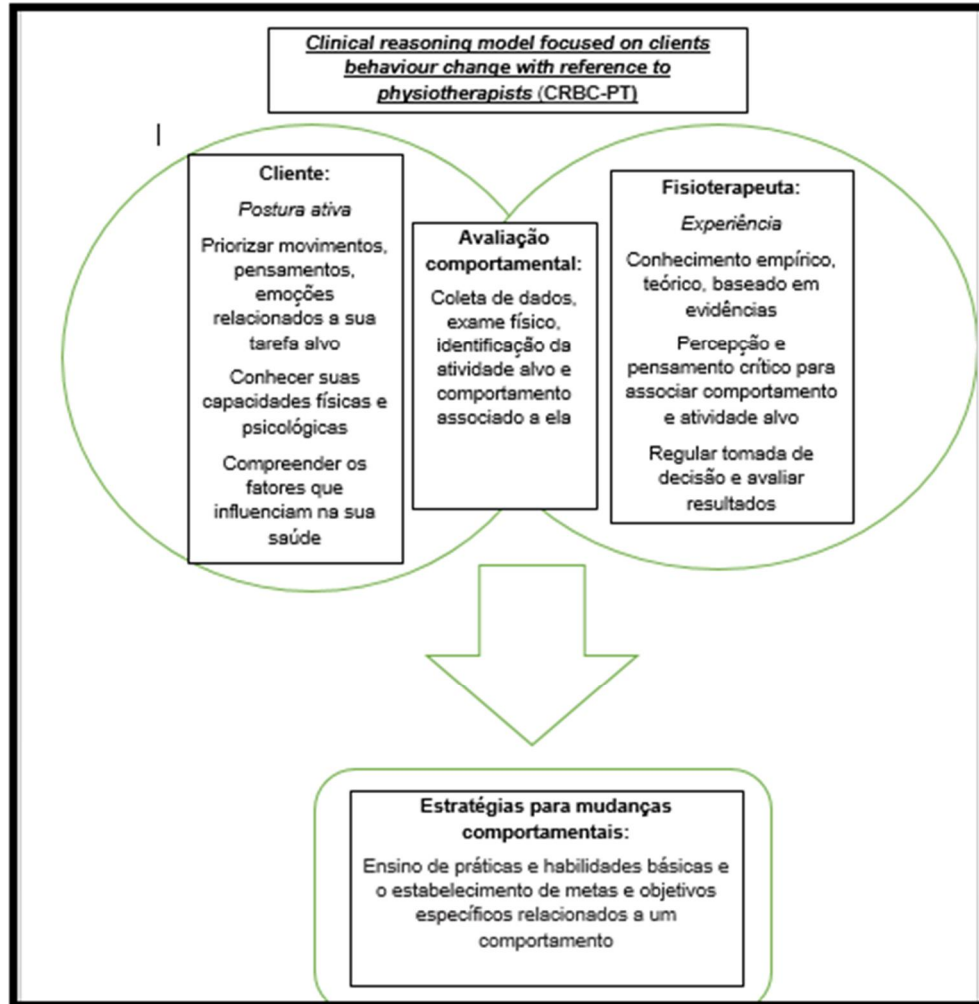 Clinical reasoning model focused on clients
behaviour change with reference to
physiotherapists (CRBC-PT)
Cliente:
Postura ativa
Priorizar movimentos,
pensamentos,
emoções
relacionados a sua
tarefa alvo
Conhecer suas
capacidades físicas e
psicológicas
Compreender os
fatores que
influenciam na sua
saúde
Avaliação
comportamental:
Coleta de dados,
exame físico,
identificação da
atividade alvo e
comportamento
associado a ela
Fisioterapeuta:
Experiência
Conhecimento empírico,
teórico, baseado em
evidências
Percepção e
pensamento crítico para
associar comportamento
e atividade alvo
Regular tomada de
decisão e avaliar
resultados
Estratégias para mudanças
comportamentais:
Ensino de práticas e habilidades básicas e
o estabelecimento de metas e objetivos
específicos relacionados a um
comportamento